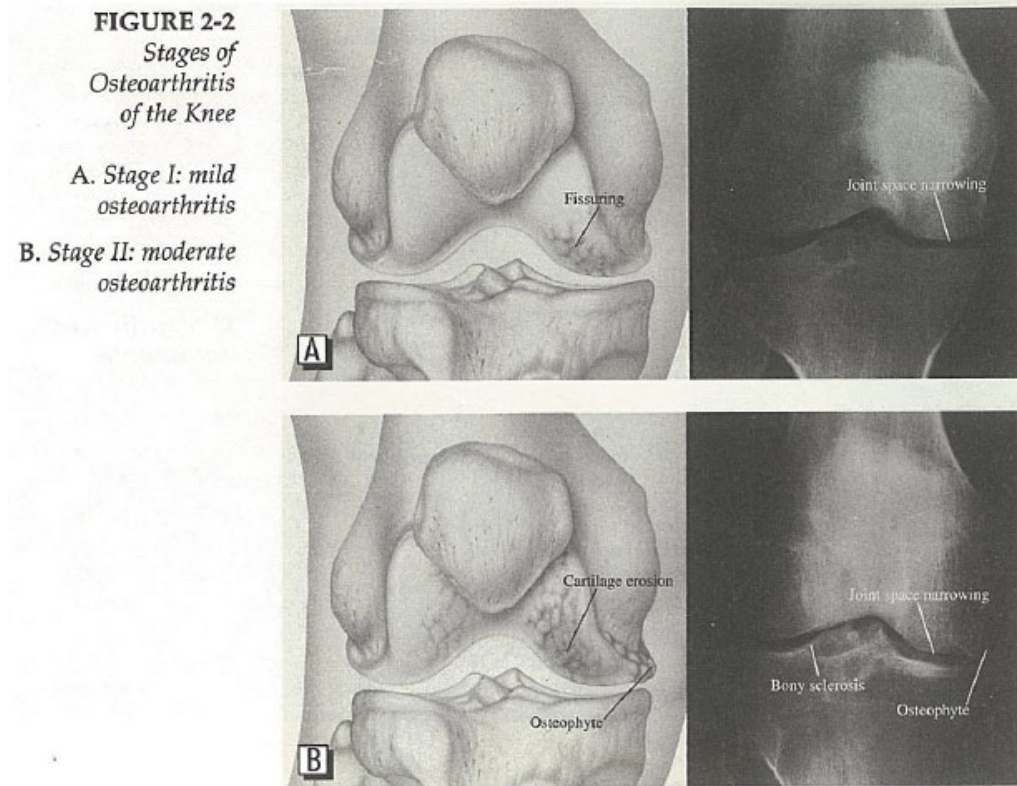 FIGURE 2-2
Stages of
Osteoarthritis
of the Knee
A. Stage I: mild
osteoarthritis
B. Stage II: moderate
osteoarthritis
Fissuring
Joint space narrowing
A
Cartilage erosion
Osteophyte
Joint space narrowing
Bony sclerosis
Osteophyte
B